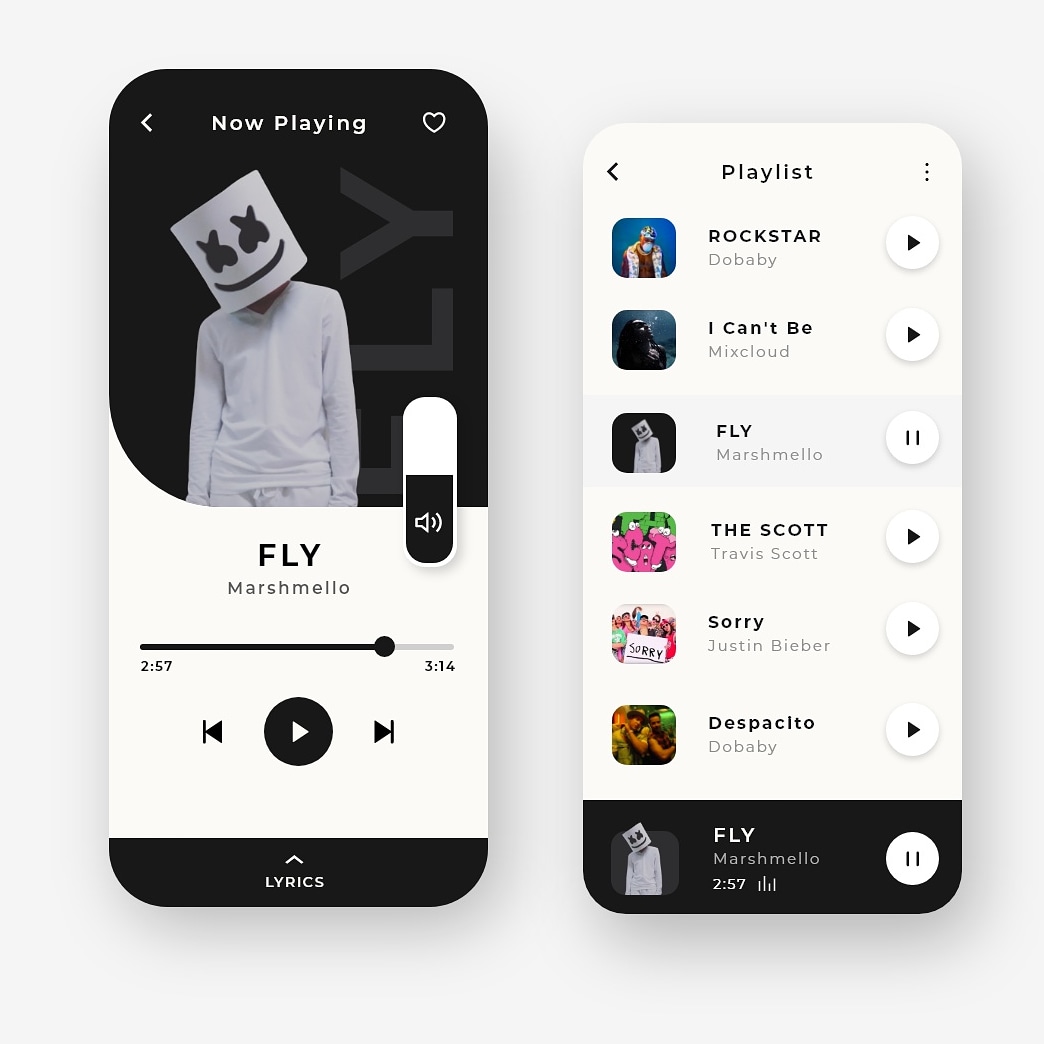 Now Playing
FLY
FLY
Marshmello
2:57
3:14
LYRICS
Playlist
ROCKSTAR
Dobaby
I Can't Be
Mixcloud
FLY
Marshmello
THE SCOTT
Travis Scott
SCOTT
Sorry
Justin Bieber
SORRY
Despacito
Dobaby
FLY
Marshmello
2:57